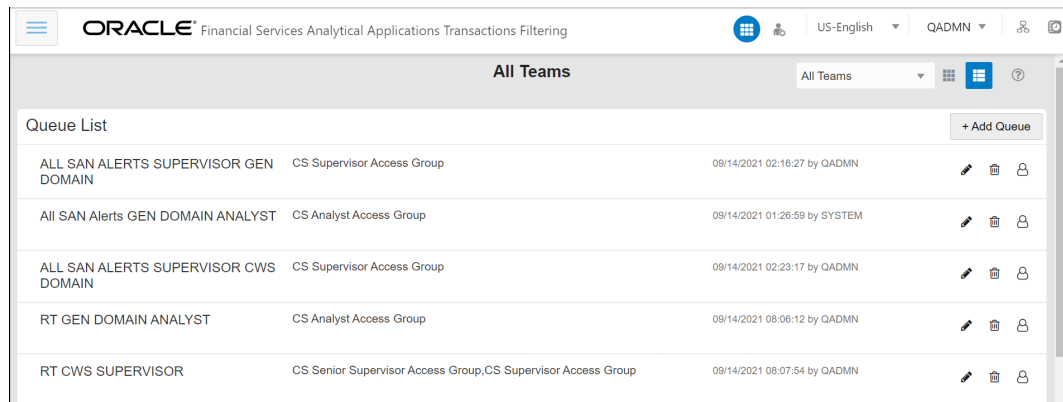 ORACLE® Financial Services Analytical Applications Transactions Filtering
US-English
QADMN
All Teams
All Teams
Queue List
+ Add Queue
ALL SAN ALERTS SUPERVISOR GEN DOMAIN
CS Supervisor Access Group
09/14/2021 02:16:27 by QADMN
All SAN Alerts GEN DOMAIN ANALYST
CS Analyst Access Group
09/14/2021 01:26:59 by SYSTEM
ALL SAN ALERTS SUPERVISOR CWS DOMAIN
CS Supervisor Access Group
09/14/2021 02:23:17 by QADMN
RT GEN DOMAIN ANALYST
CS Analyst Access Group
09/14/2021 08:06:12 by QADMN
RT CWS SUPERVISOR
CS Senior Supervisor Access Group,CS Supervisor Access Group
09/14/2021 08:07:54 by QADMN